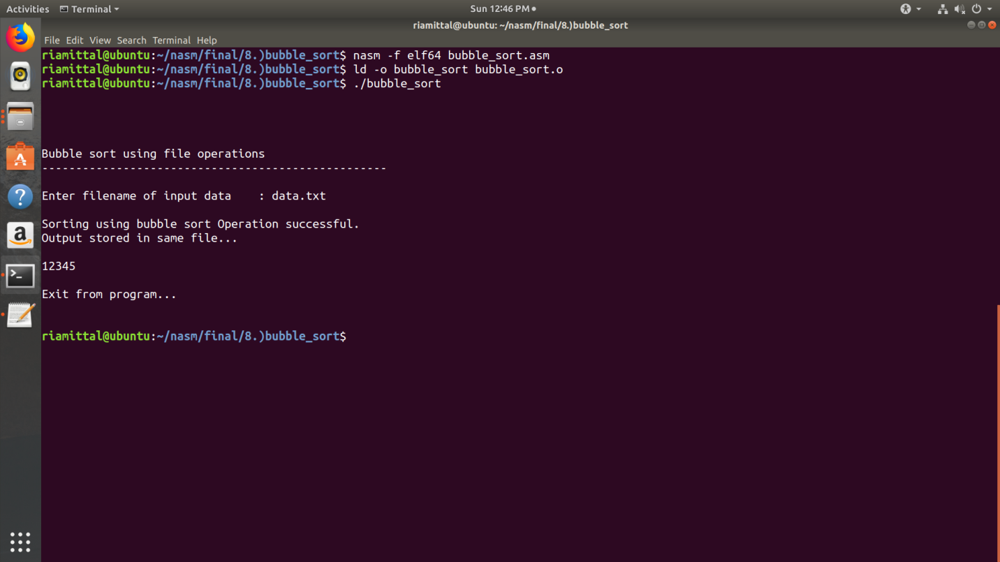 Activities Terminal Sun 12:46 PM
riamittal@ubuntu: ~/nasm/final/8.)bubble_sort
File Edit View Search Terminal Help
riamittal@ubuntu:~/nasm/final/8.)bubble_sort$ nasm -f elf64 bubble_sort.asm
riamittal@ubuntu:~/nasm/final/8.)bubble_sort$ ld -o bubble_sort bubble_sort.o
riamittal@ubuntu:~/nasm/final/8.)bubble_sort$ ./bubble_sort
Bubble sort using file operations
---------------------------------------------------
Enter filename of input data    : data.txt
Sorting using bubble sort Operation successful.
Output stored in same file...
12345
Exit from program...
riamittal@ubuntu:~/nasm/final/8.)bubble_sort$